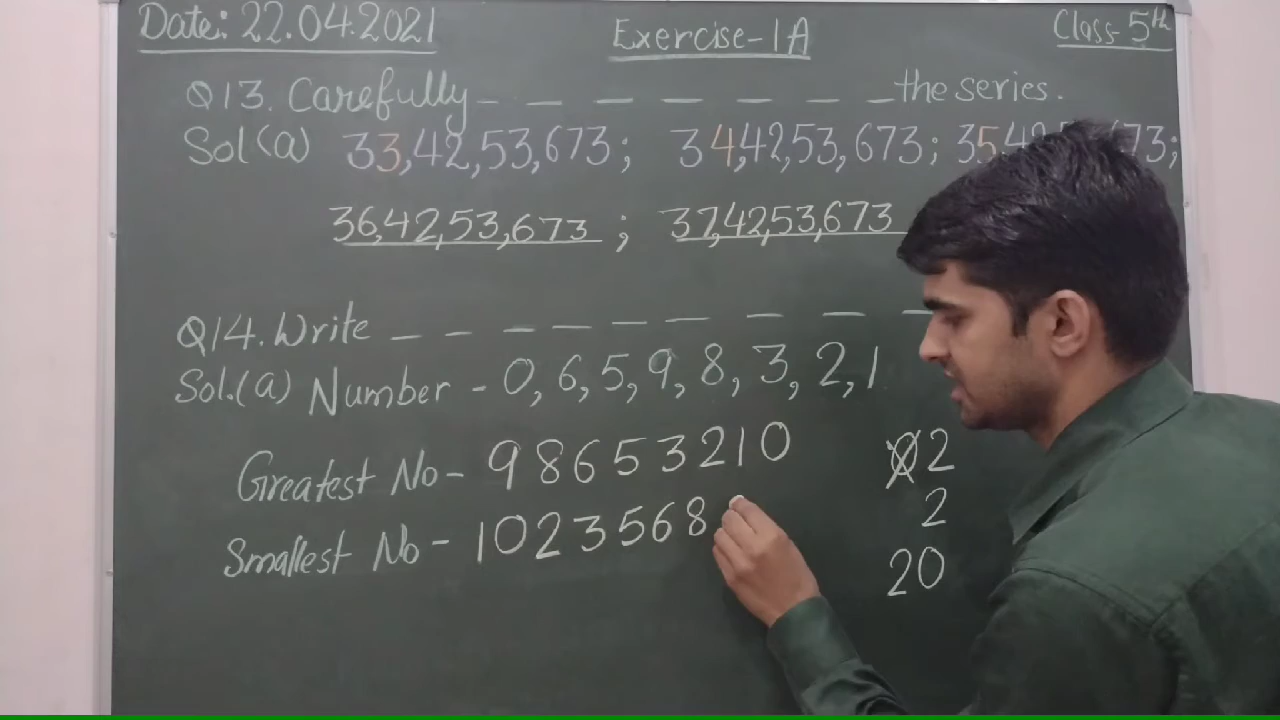 Date: 22.04.2021
Exercise-1A
Class-5th
Q13. Carefully - - - - - - - the series.
Sol(a) 33,42,53,673; 34,42,53,673;
36,42,53,673 ; 37,42,53,673
Q14. Write - - - - - - - - -
Sol.(a) Number - 0, 6, 5, 9, 8, 3, 2, 1
Greatest No - 98653210
02
Smallest No - 1023568
2
20